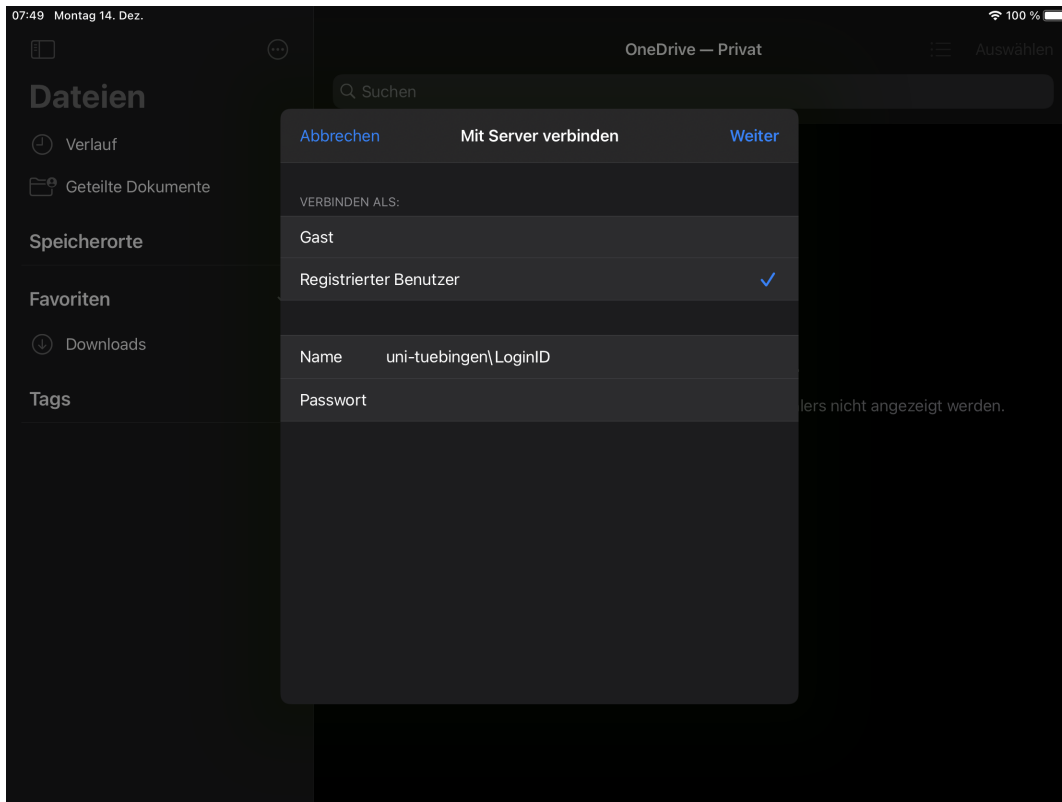 07:49 Montag 14. Dez. 100 %
OneDrive — Privat
Auswählen
Dateien
Suchen
Verlauf
Geteilte Dokumente
Speicherorte
Favoriten
Downloads
Tags
Abbrechen Mit Server verbinden Weiter
VERBINDEN ALS:
Gast
Registrierter Benutzer
Name uni-tuebingen\LoginID
Passwort
nicht angezeigt werden.